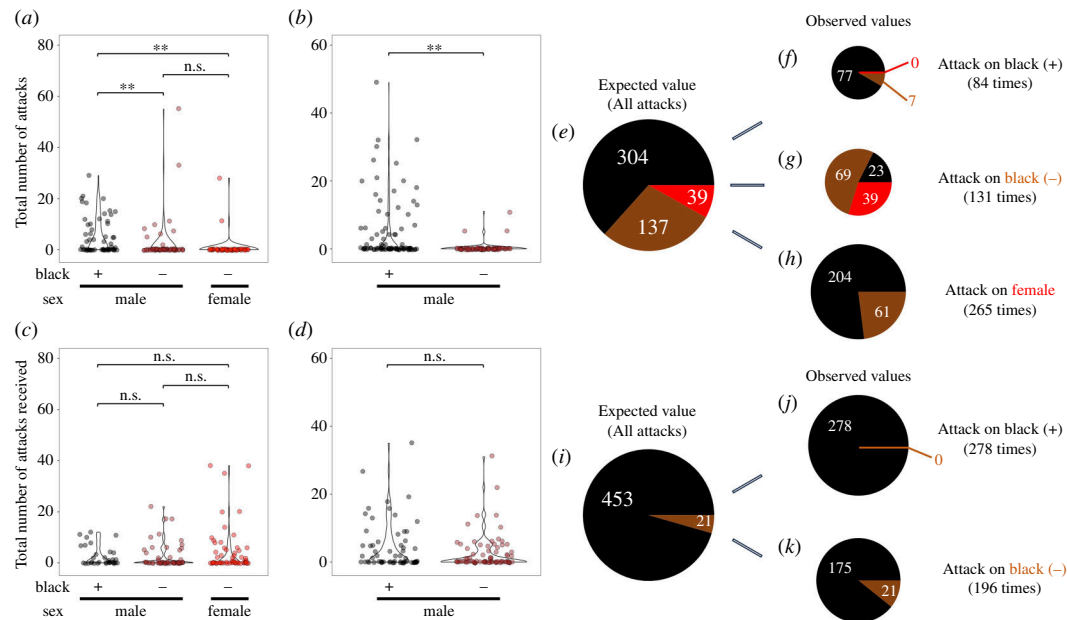 (a)
80
60
40
20
0
Total number of attacks
**
n.s.
**
black + – –
sex male female
(b)
60
40
20
0
**
+ –
male
(c)
80
60
40
20
0
Total number of attacks received
n.s.
n.s.
n.s.
black + – –
sex male female
(d)
60
40
20
0
n.s.
+ –
male
Expected value
(All attacks)
(e)
304
39
137
Observed values
(f)
77
0
7
Attack on black (+)
(84 times)
(g)
69
23
39
Attack on black (–)
(131 times)
(h)
204
61
Attack on female
(265 times)
Expected value
(All attacks)
(i)
453
21
Observed values
(j)
278
0
Attack on black (+)
(278 times)
(k)
175
21
Attack on black (–)
(196 times)